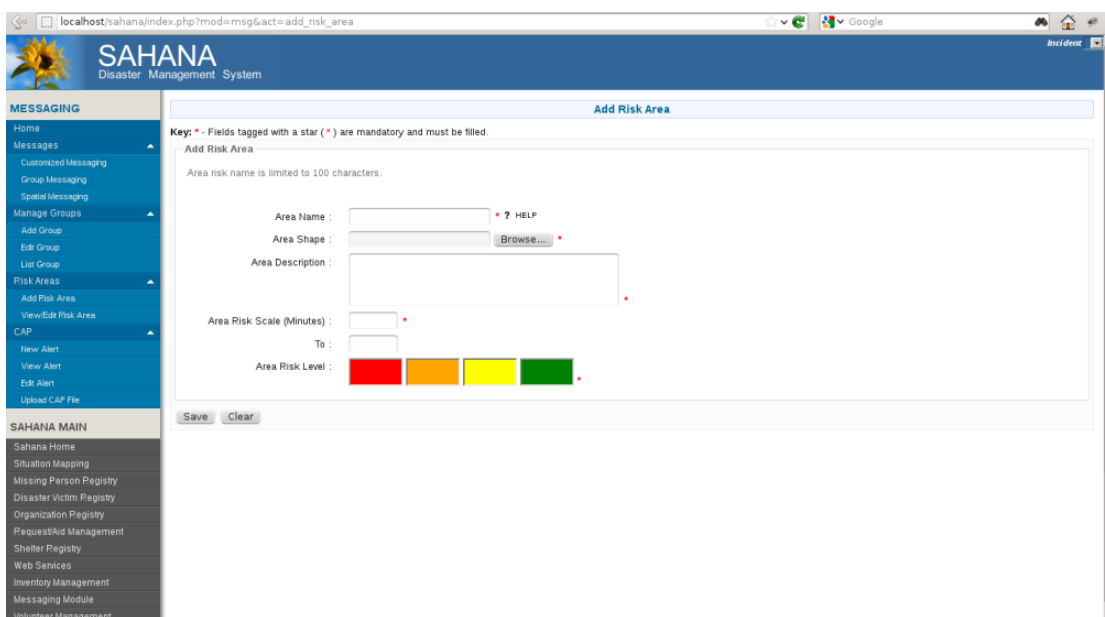 localhost/sahana/index.php?mod=msg&act=add_risk_area
Google
SAHANA
Disaster Management System
Incident
MESSAGING
Home
Messages
Customized Messaging
Group Messaging
Spatial Messaging
Manage Groups
Add Group
Edit Group
List Group
Risk Areas
Add Risk Area
View/Edit Risk Area
CAP
New Alert
View Alert
Edit Alert
Upload CAP File
SAHANA MAIN
Sahana Home
Situation Mapping
Missing Person Registry
Disaster Victim Registry
Organization Registry
Request/Aid Management
Shelter Registry
Web Services
Inventory Management
Messaging Module
Volunteer Management
Add Risk Area
Key: * - Fields tagged with a star ( * ) are mandatory and must be filled.
Add Risk Area
Area risk name is limited to 100 characters.
Area Name : * ? HELP
Area Shape : Browse... *
Area Description : *
Area Risk Scale (Minutes) : *
To :
Area Risk Level : *
Save Clear